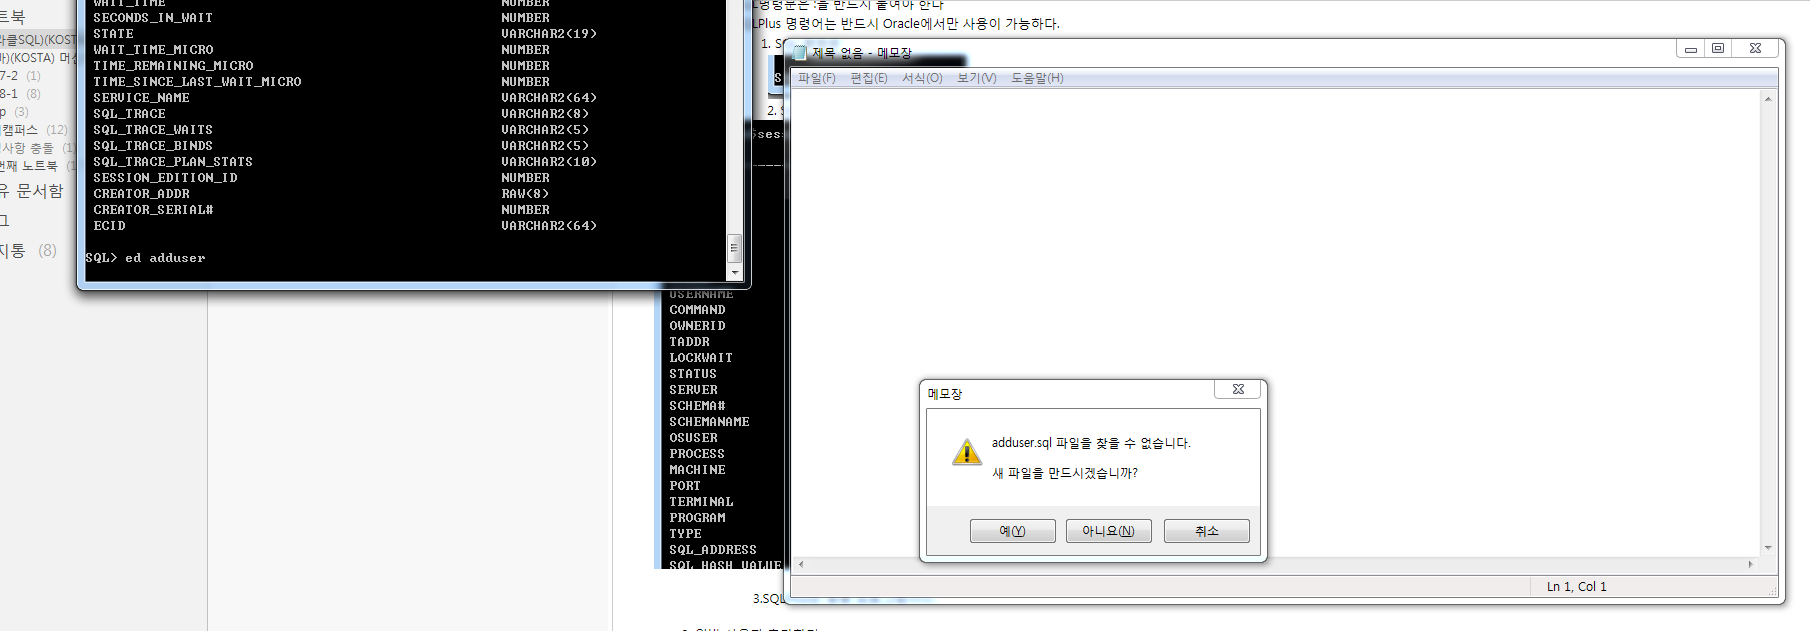 트북
라클SQL)(KOST
바)(KOSTA) 머신
7-2 (1)
8-1 (8)
p (3)
캠퍼스 (12)
사항 충돌 (1)
번째 노트북 (1
유 문서함
그
지통 (8)
WAIT_TIME NUMBER
SECONDS_IN_WAIT NUMBER
STATE VARCHAR2(19)
WAIT_TIME_MICRO NUMBER
TIME_REMAINING_MICRO NUMBER
TIME_SINCE_LAST_WAIT_MICRO NUMBER
SERVICE_NAME VARCHAR2(64)
SQL_TRACE VARCHAR2(8)
SQL_TRACE_WAITS VARCHAR2(5)
SQL_TRACE_BINDS VARCHAR2(5)
SQL_TRACE_PLAN_STATS VARCHAR2(10)
SESSION_EDITION_ID NUMBER
CREATOR_ADDR RAW(8)
CREATOR_SERIAL# NUMBER
ECID VARCHAR2(64)
SQL> ed adduser
L명령문은 ;을 반드시 붙여야 한다
LPlus 명령어는 반드시 Oracle에서만 사용이 가능하다.
1. S
S
2. S
$sess
USERNAME
COMMAND
OWNERID
TADDR
LOCKWAIT
STATUS
SERVER
SCHEMA#
SCHEMANAME
OSUSER
PROCESS
MACHINE
PORT
TERMINAL
PROGRAM
TYPE
SQL_ADDRESS
SQL_HASH_VALUE
3.SQL
제목 없음 - 메모장
파일(F) 편집(E) 서식(O) 보기(V) 도움말(H)
메모장
adduser.sql 파일을 찾을 수 없습니다.
새 파일을 만드시겠습니까?
예(Y) 아니요(N) 취소
Ln 1, Col 1